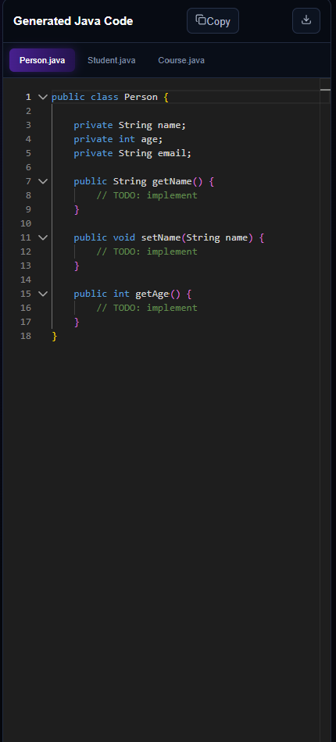 Generated Java Code
Copy
Person.java Student.java Course.java
1 public class Person {
2
3 private String name;
4 private int age;
5 private String email;
6
7 public String getName() {
8 // TODO: implement
9 }
10
11 public void setName(String name) {
12 // TODO: implement
13 }
14
15 public int getAge() {
16 // TODO: implement
17 }
18 }